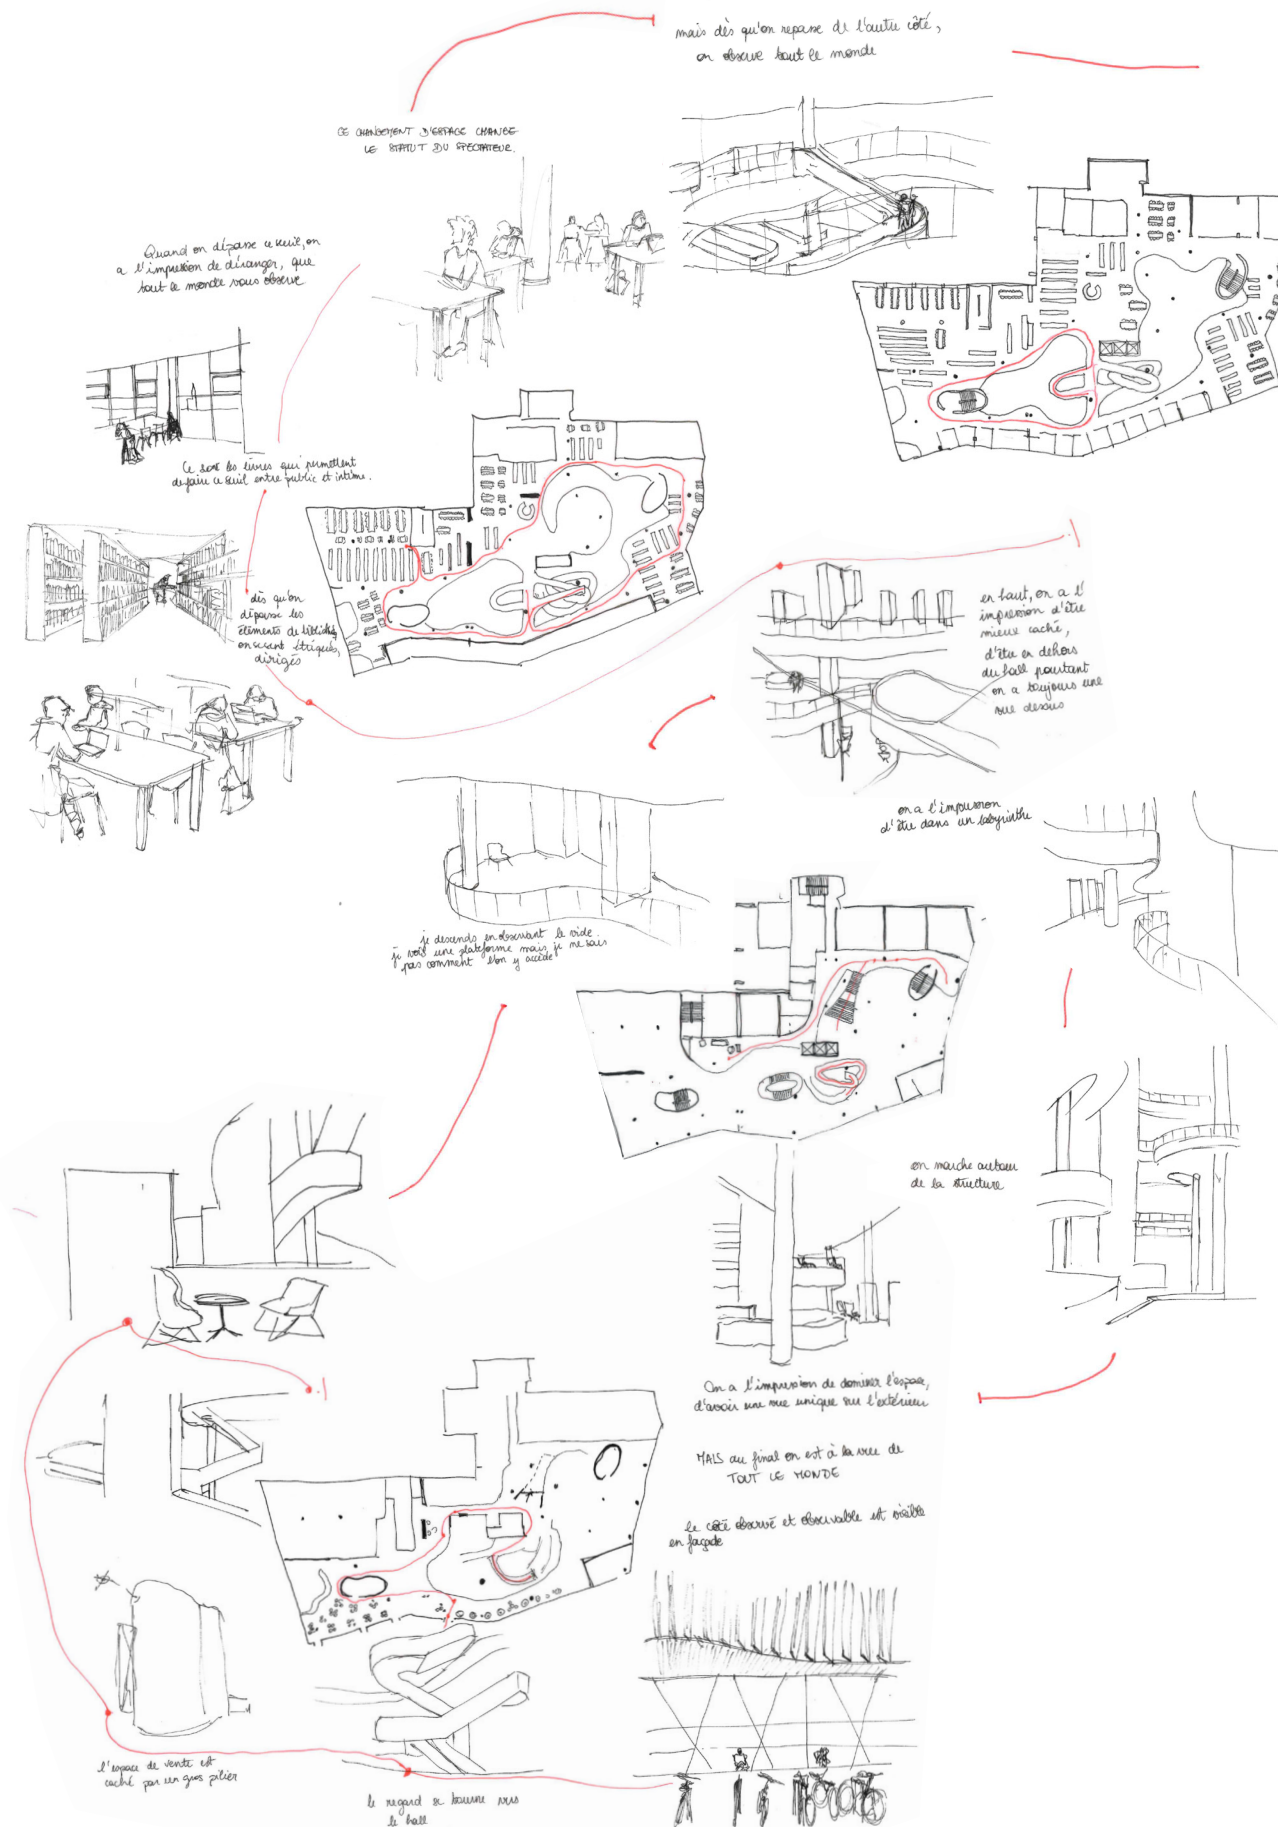 mais dès qu'on repasse de l'autre côté,
on observe tout le monde
CE CHANGEMENT D'ESPACE CHANGE
LE STATUT DU SPECTATEUR.
Quand on dépasse ce seuil, on
a l'impression de déranger, que
tout le monde vous observe
Ce sont les livres qui permettent
de faire ce seuil entre public et intime.
dès qu'on
dépasse les
éléments de
on se sent étriqués,
dirigés
en haut, on a l'
impression d'être
mieux caché,
d'être en dehors
du hall pourtant
on a toujours une
vue dessus
on a l'impression
d'être dans un labyrinthe
je descends en observant le vide.
je vois une plateforme mais je ne sais
pas comment l'on y accède
on marche autour
de la structure
On a l'impression de dominer l'espace,
d'avoir une vue unique sur l'extérieur
MAIS au final on est à la vue de
TOUT LE MONDE
le côté observé et observable est visible
en façade
l'espace de vente est
caché par un gros pilier
le regard se tourne vers
le hall